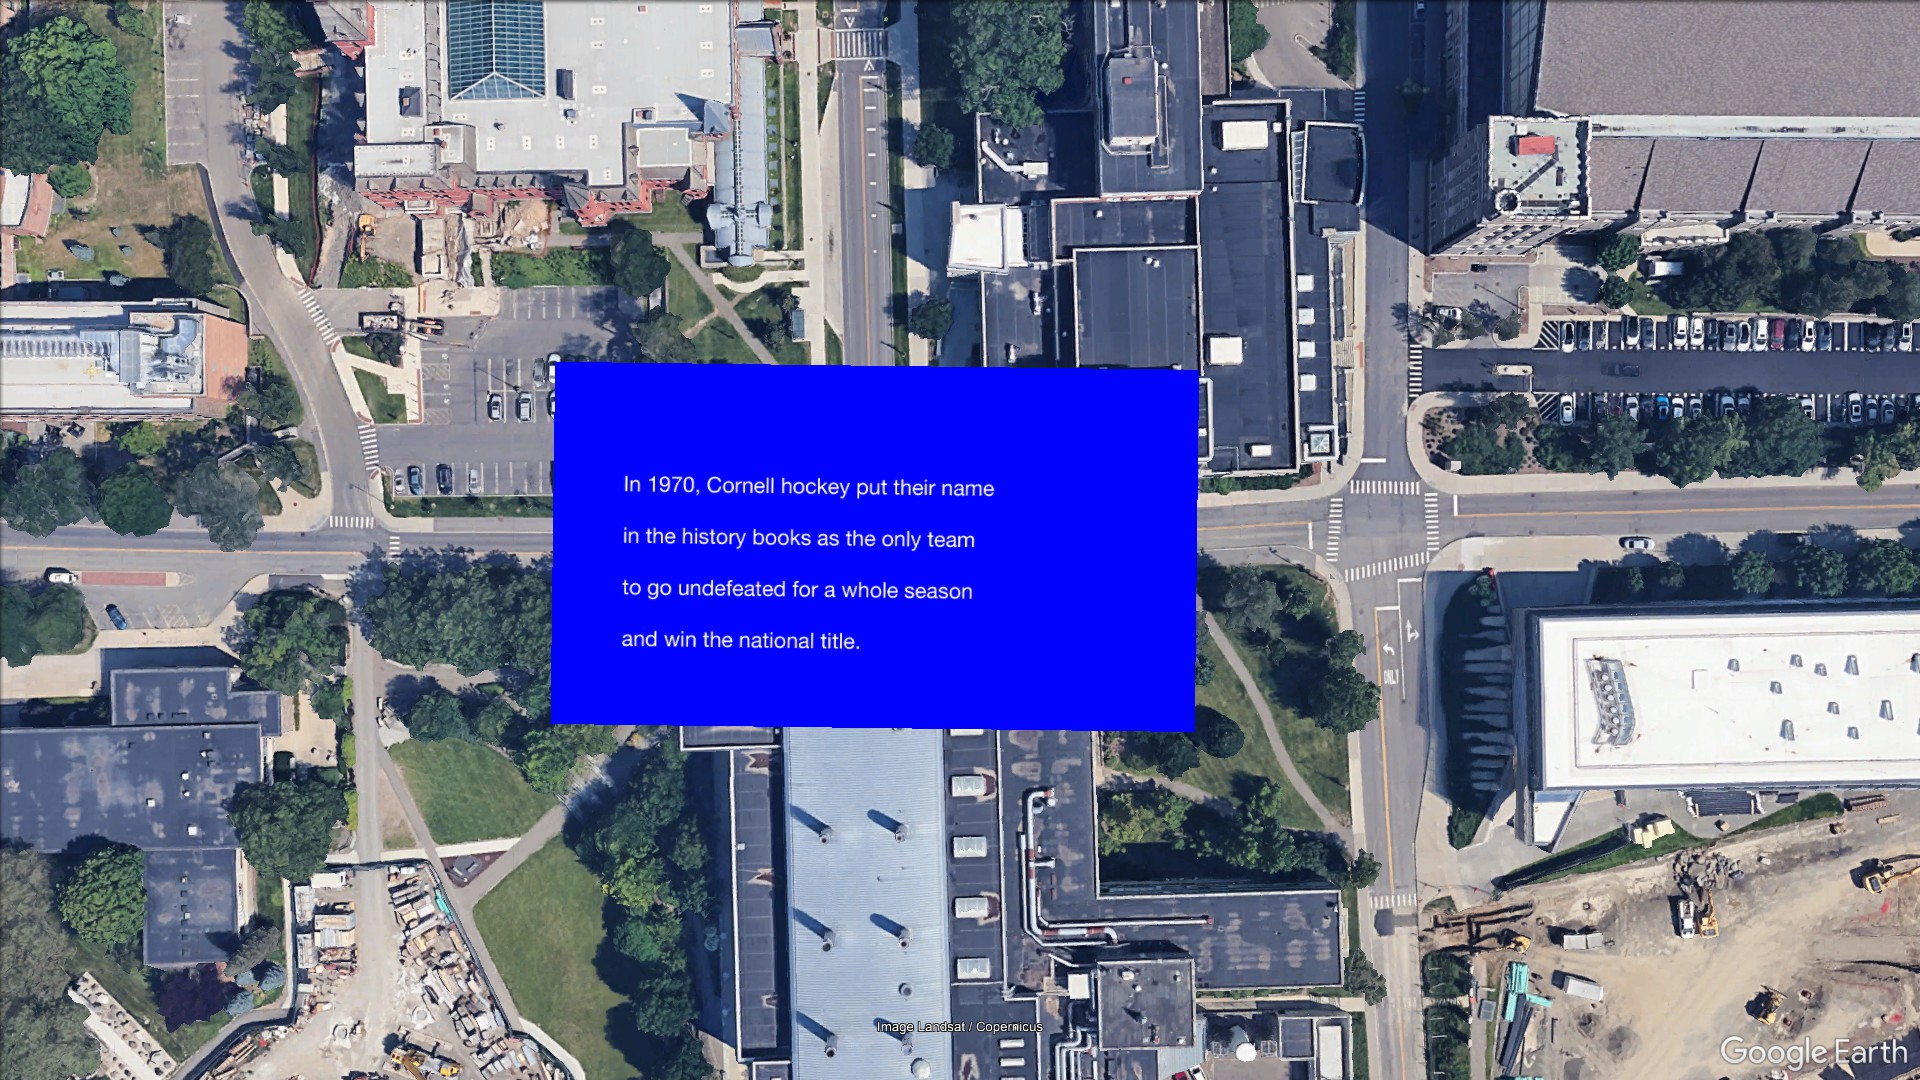 In 1970, Cornell hockey put their name
in the history books as the only team
to go undefeated for a whole season
and win the national title.
ONLY
Image Landsat / Copernicus
Google Earth